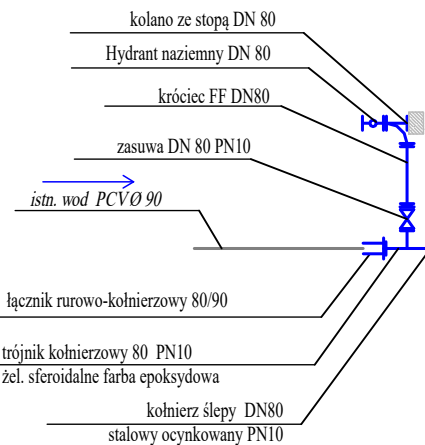 kolano ze stopą DN 80
Hydrant naziemny DN 80
króciec FF DN80
zasuwa DN 80 PN10
istn. wod PCVØ 90
łącznik rurowo-kołnierzowy 80/90
trójnik kołnierzowy 80 PN10
żel. sferoidalne farba epoksydowa
kołnierz ślepy DN80
stalowy ocynkowany PN10